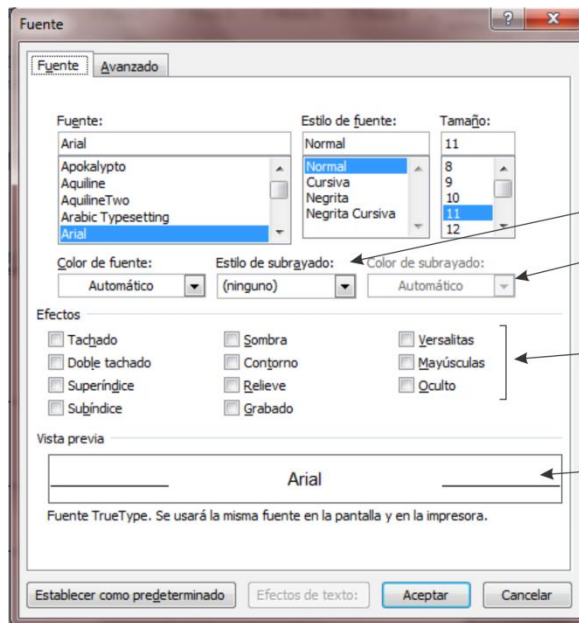 Fuente
Fuente Avanzado
Fuente: Estilo de fuente: Tamaño:
Arial Normal 11
Apokalypto Normal 8
Aquiline Cursiva 9
AquilineTwo Negrita 10
Arabic Typesetting Negrita Cursiva 11
Arial 12
Color de fuente: Estilo de subrayado: Color de subrayado:
Automático (ninguno) Automático
Efectos
Tachado Sombra Versalitas
Doble tachado Contorno Mayúsculas
Superíndice Relieve Oculto
Subíndice Grabado
Vista previa
Arial
Fuente TrueType. Se usará la misma fuente en la pantalla y en la impresora.
Establecer como predeterminado Efectos de texto: Aceptar Cancelar